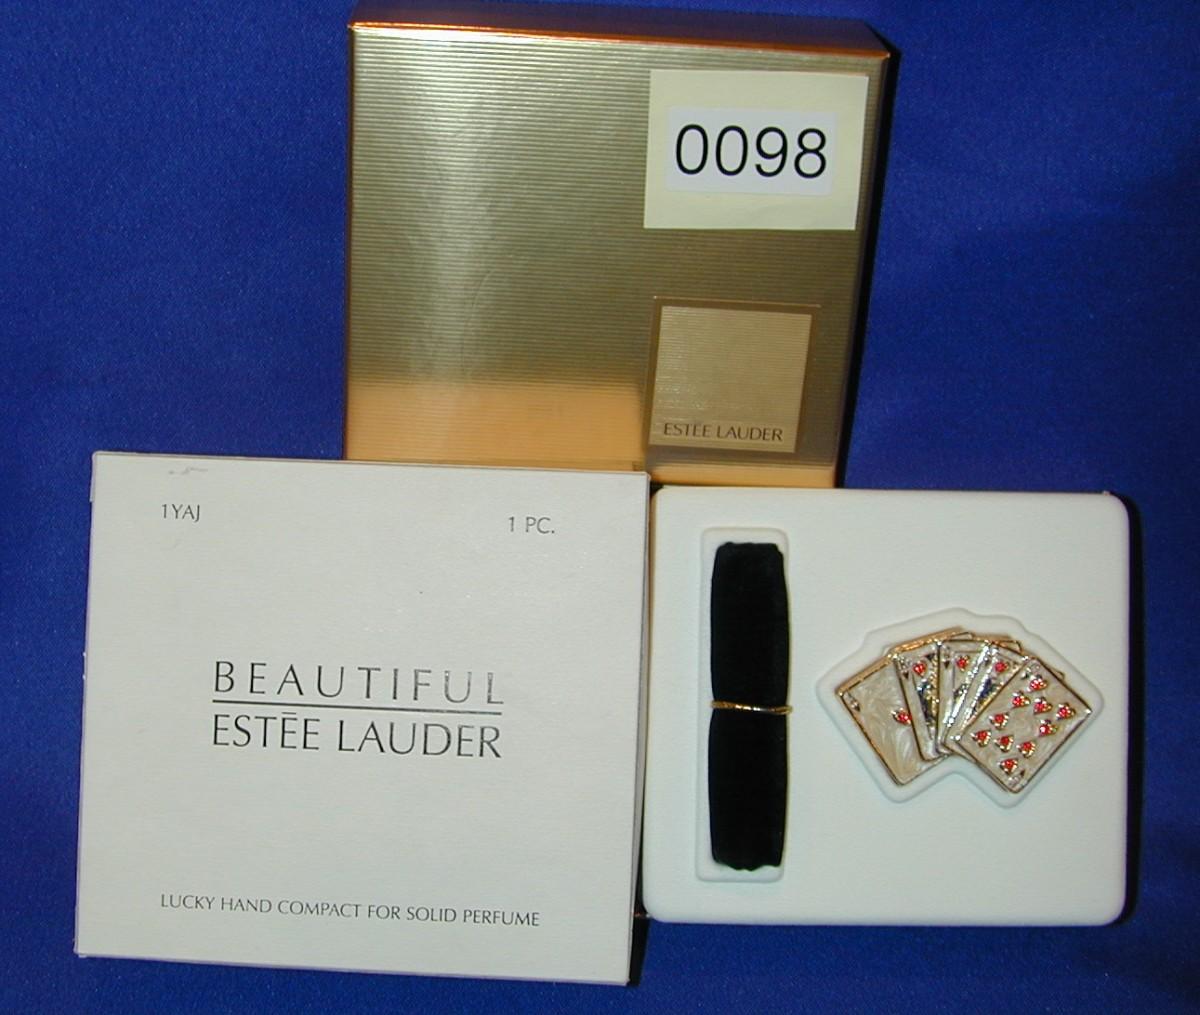 0098
ESTĒE LAUDER
1YAJ
1 PC.
BEAUTIFUL
ESTĒE LAUDER
LUCKY HAND COMPACT FOR SOLID PERFUME